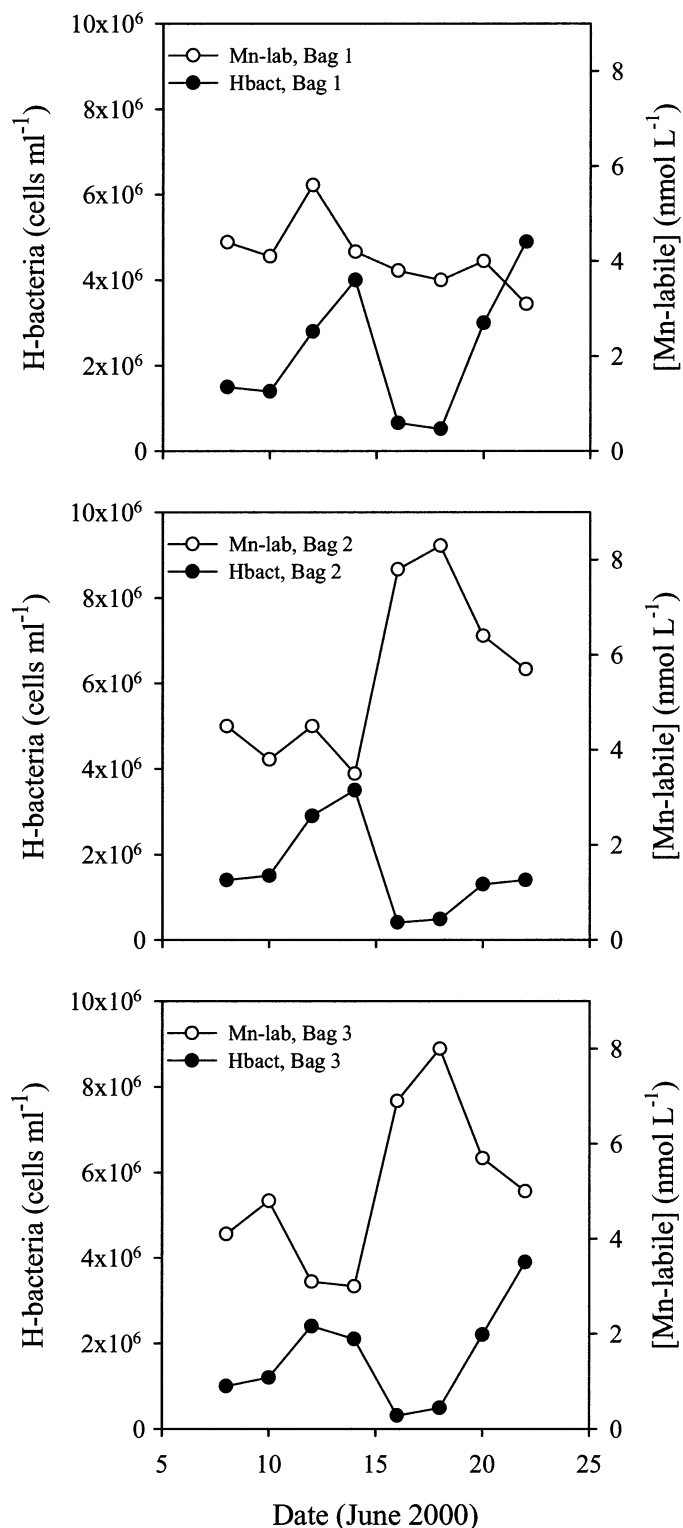 10x10⁶
Mn-lab, Bag 1
Hbact, Bag 1
8x10⁶
6x10⁶
4x10⁶
2x10⁶
0
H-bacteria (cells ml⁻¹)
8
6
4
2
0
[Mn-labile] (nmol L⁻¹)
10x10⁶
Mn-lab, Bag 2
Hbact, Bag 2
8x10⁶
6x10⁶
4x10⁶
2x10⁶
0
H-bacteria (cells ml⁻¹)
8
6
4
2
0
[Mn-labile] (nmol L⁻¹)
10x10⁶
Mn-lab, Bag 3
Hbact, Bag 3
8x10⁶
6x10⁶
4x10⁶
2x10⁶
0
H-bacteria (cells ml⁻¹)
8
6
4
2
0
[Mn-labile] (nmol L⁻¹)
5 10 15 20 25
Date (June 2000)